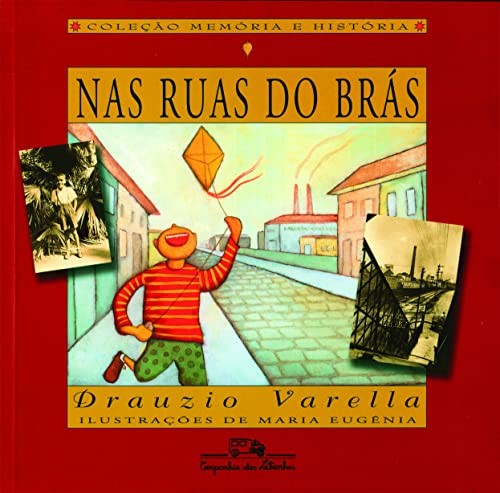 COLEÇÃO MEMÓRIA E HISTÓRIA
NAS RUAS DO BRÁS
Drauzio Varella
ILUSTRAÇÕES DE MARIA EUGÊNIA
Companhia das Letrinhas